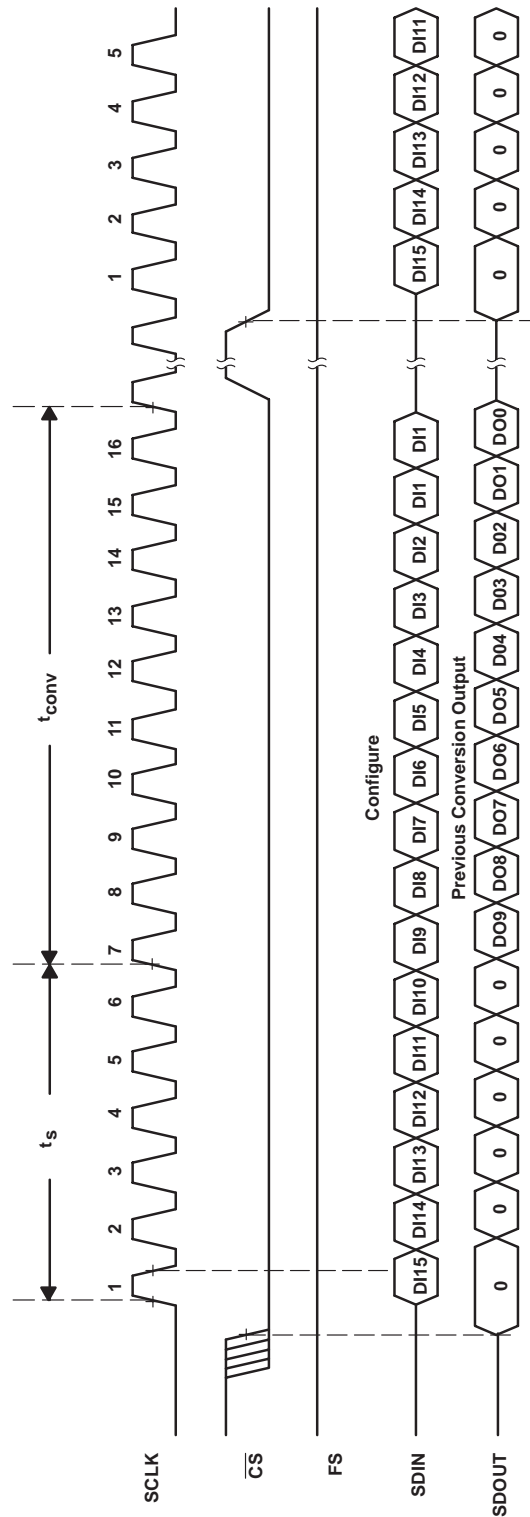 t_s t_conv
SCLK 1 2 3 4 5 6 7 8 9 10 11 12 13 14 15 16 1 2 3 4 5
CS
FS
Configure
SDIN DI15 DI14 DI13 DI12 DI11 DI10 DI9 DI8 DI7 DI6 DI5 DI4 DI3 DI2 DI1 DI1 DI15 DI14 DI13 DI12 DI11
Previous Conversion Output
SDOUT 0 0 0 0 0 0 DO9 DO8 DO7 DO6 DO5 D04 D03 D02 DO1 DO0 0 0 0 0 0